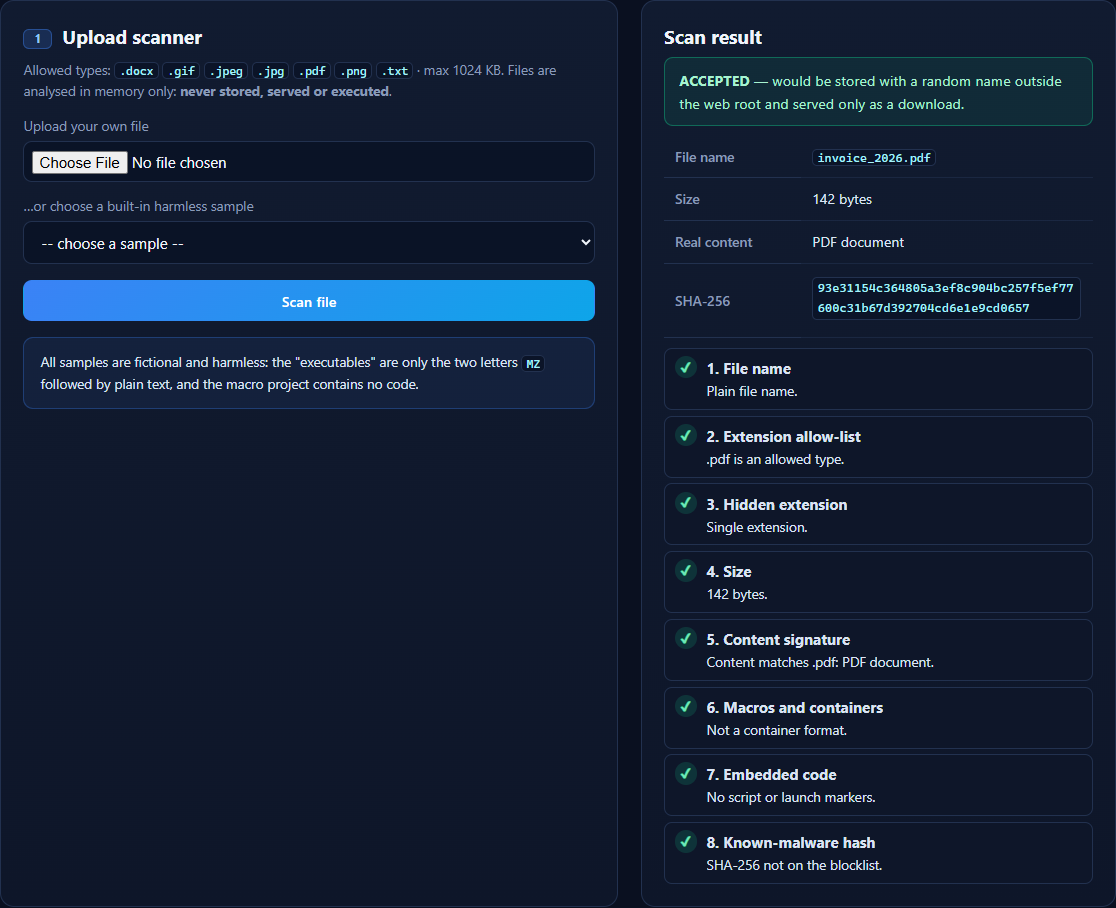 1 Upload scanner
Allowed types: .docx .gif .jpeg .jpg .pdf .png .txt · max 1024 KB. Files are
analysed in memory only: never stored, served or executed.
Upload your own file
Choose File No file chosen
...or choose a built-in harmless sample
-- choose a sample --
Scan file
All samples are fictional and harmless: the "executables" are only the two letters MZ
followed by plain text, and the macro project contains no code.
Scan result
ACCEPTED — would be stored with a random name outside
the web root and served only as a download.
File name invoice_2026.pdf
Size 142 bytes
Real content PDF document
SHA-256 93e31154c364805a3ef8c904bc257f5ef77
600c31b67d392704cd6e1e9cd0657
✓ 1. File name
Plain file name.
✓ 2. Extension allow-list
.pdf is an allowed type.
✓ 3. Hidden extension
Single extension.
✓ 4. Size
142 bytes.
✓ 5. Content signature
Content matches .pdf: PDF document.
✓ 6. Macros and containers
Not a container format.
✓ 7. Embedded code
No script or launch markers.
✓ 8. Known-malware hash
SHA-256 not on the blocklist.